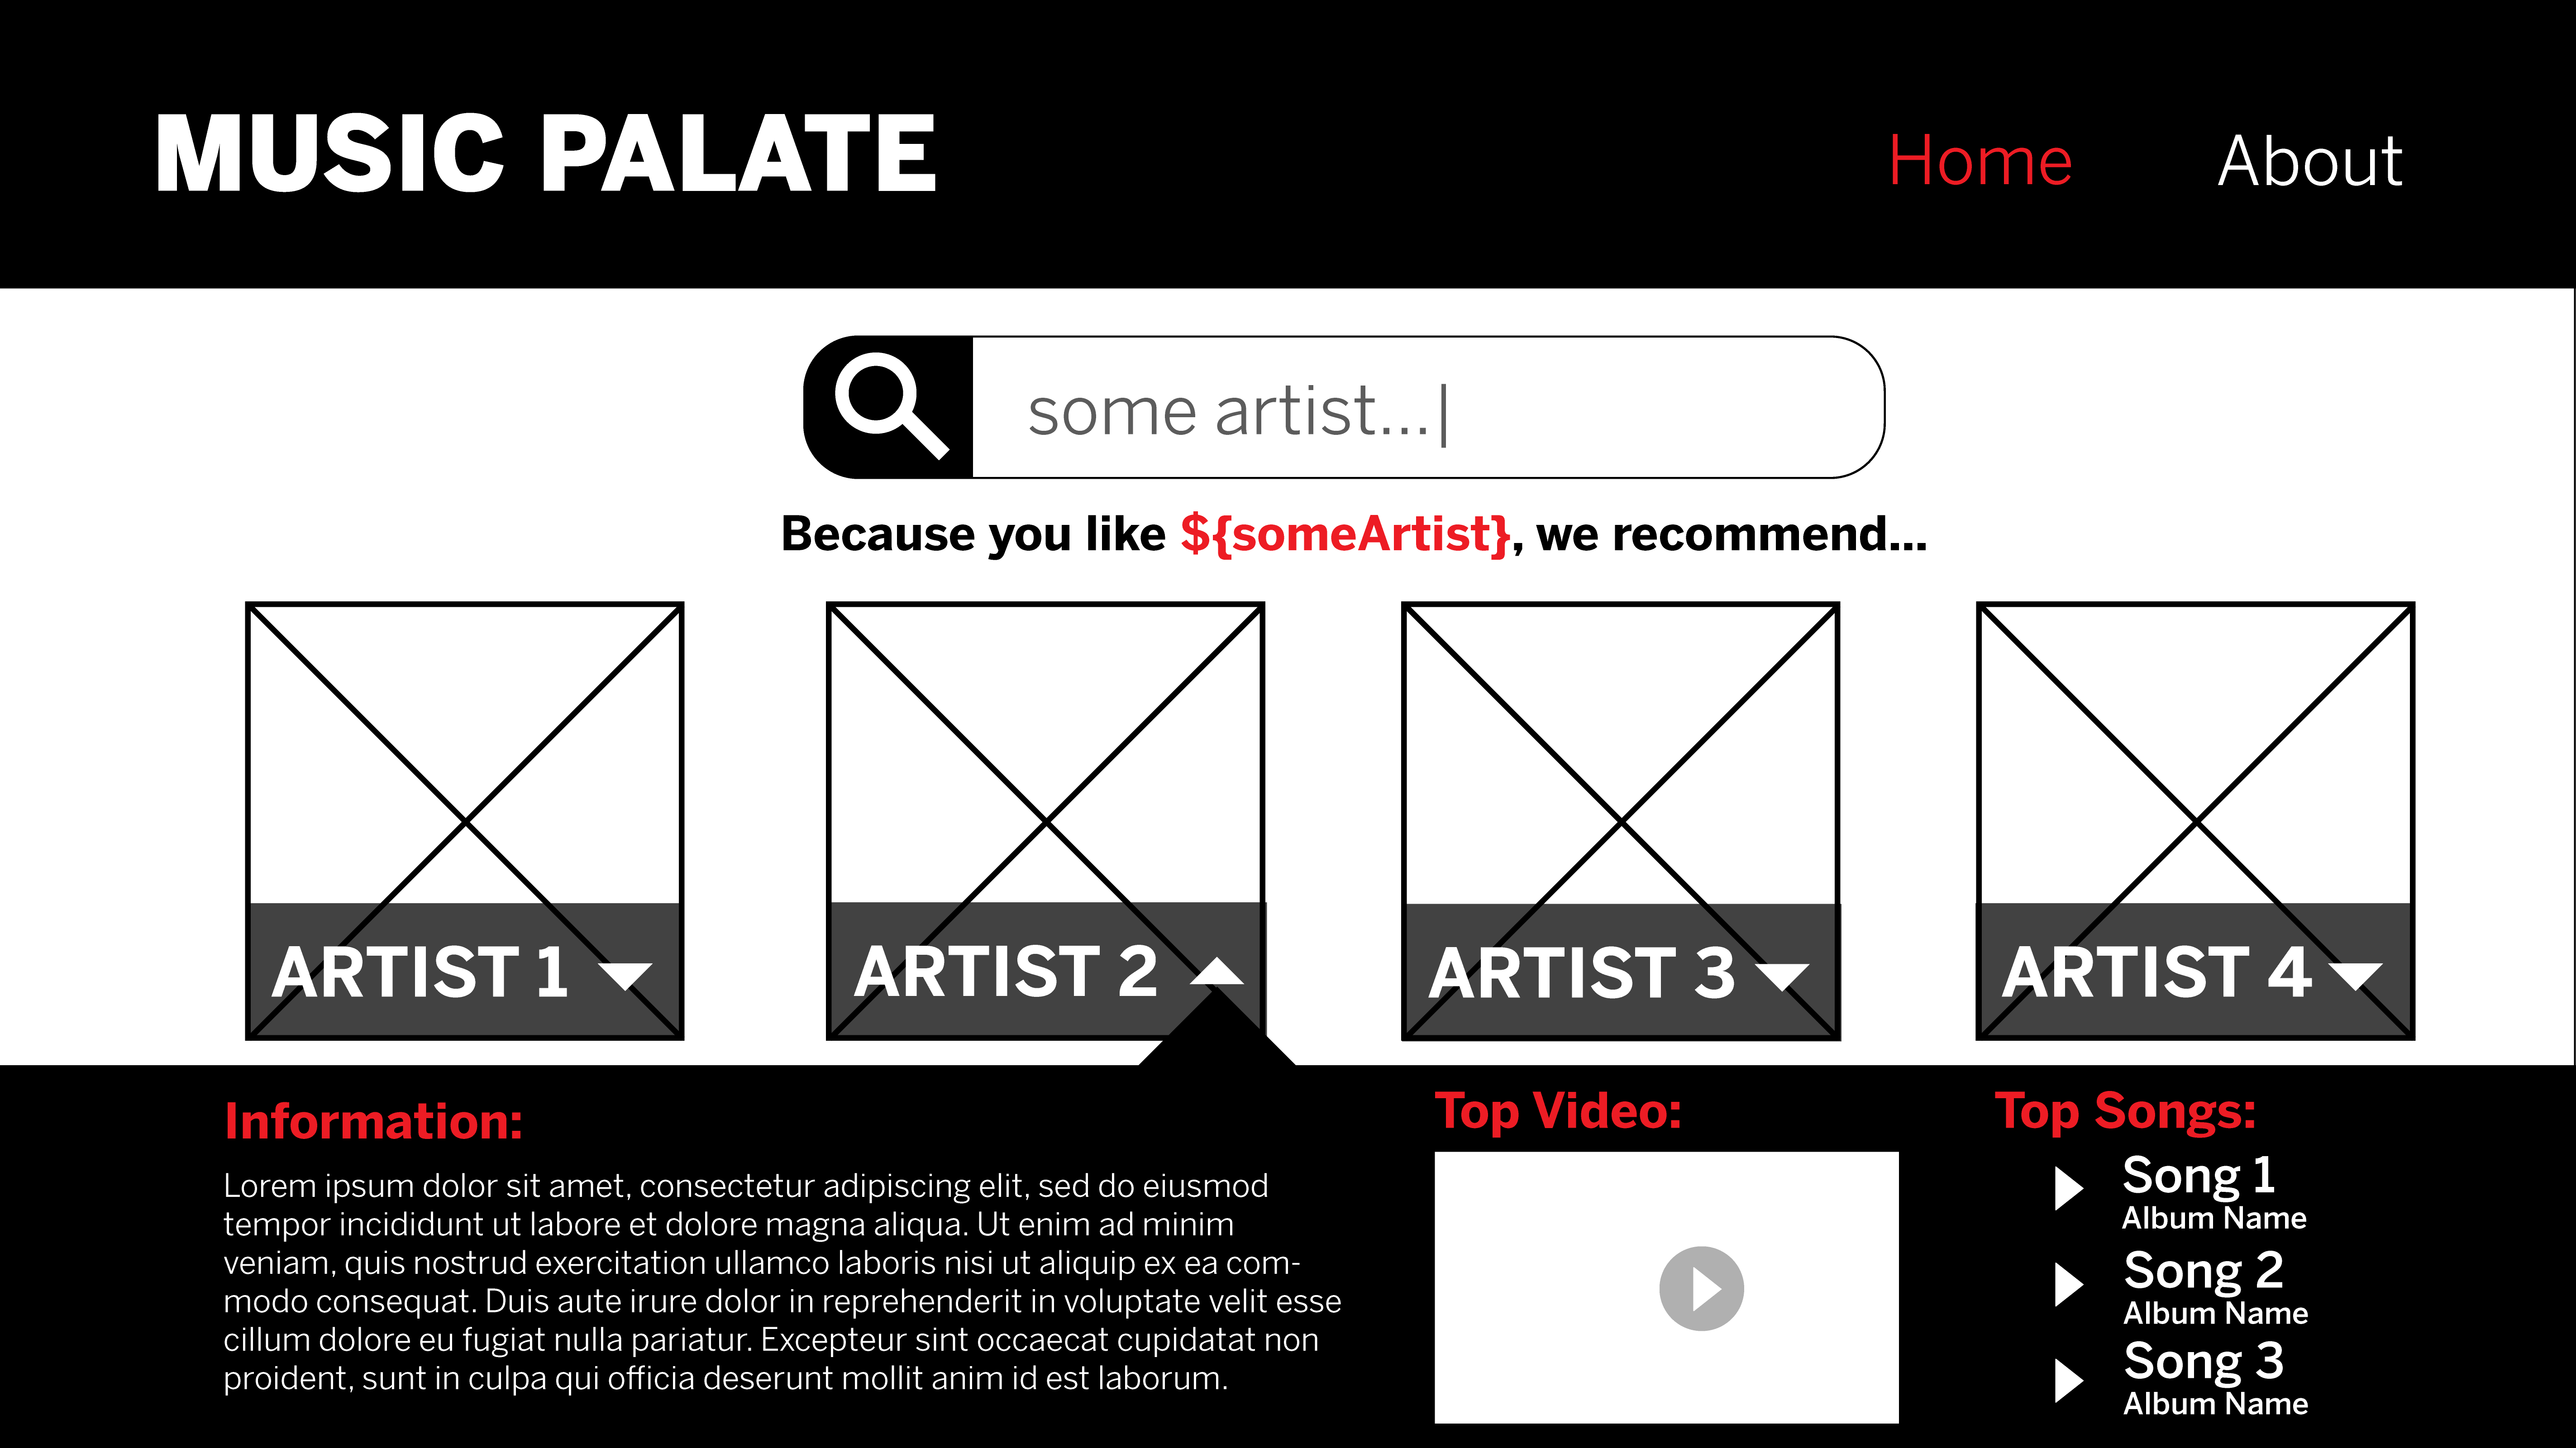 MUSIC PALATE
Home
About
some artist...|
Because you like ${someArtist}, we recommend...
ARTIST 1
ARTIST 2
ARTIST 3
ARTIST 4
Information:
Lorem ipsum dolor sit amet, consectetur adipiscing elit, sed do eiusmod
tempor incididunt ut labore et dolore magna aliqua. Ut enim ad minim
veniam, quis nostrud exercitation ullamco laboris nisi ut aliquip ex ea com-
modo consequat. Duis aute irure dolor in reprehenderit in voluptate velit esse
cillum dolore eu fugiat nulla pariatur. Excepteur sint occaecat cupidatat non
proident, sunt in culpa qui officia deserunt mollit anim id est laborum.
Top Video:
Top Songs:
Song 1
Album Name
Song 2
Album Name
Song 3
Album Name